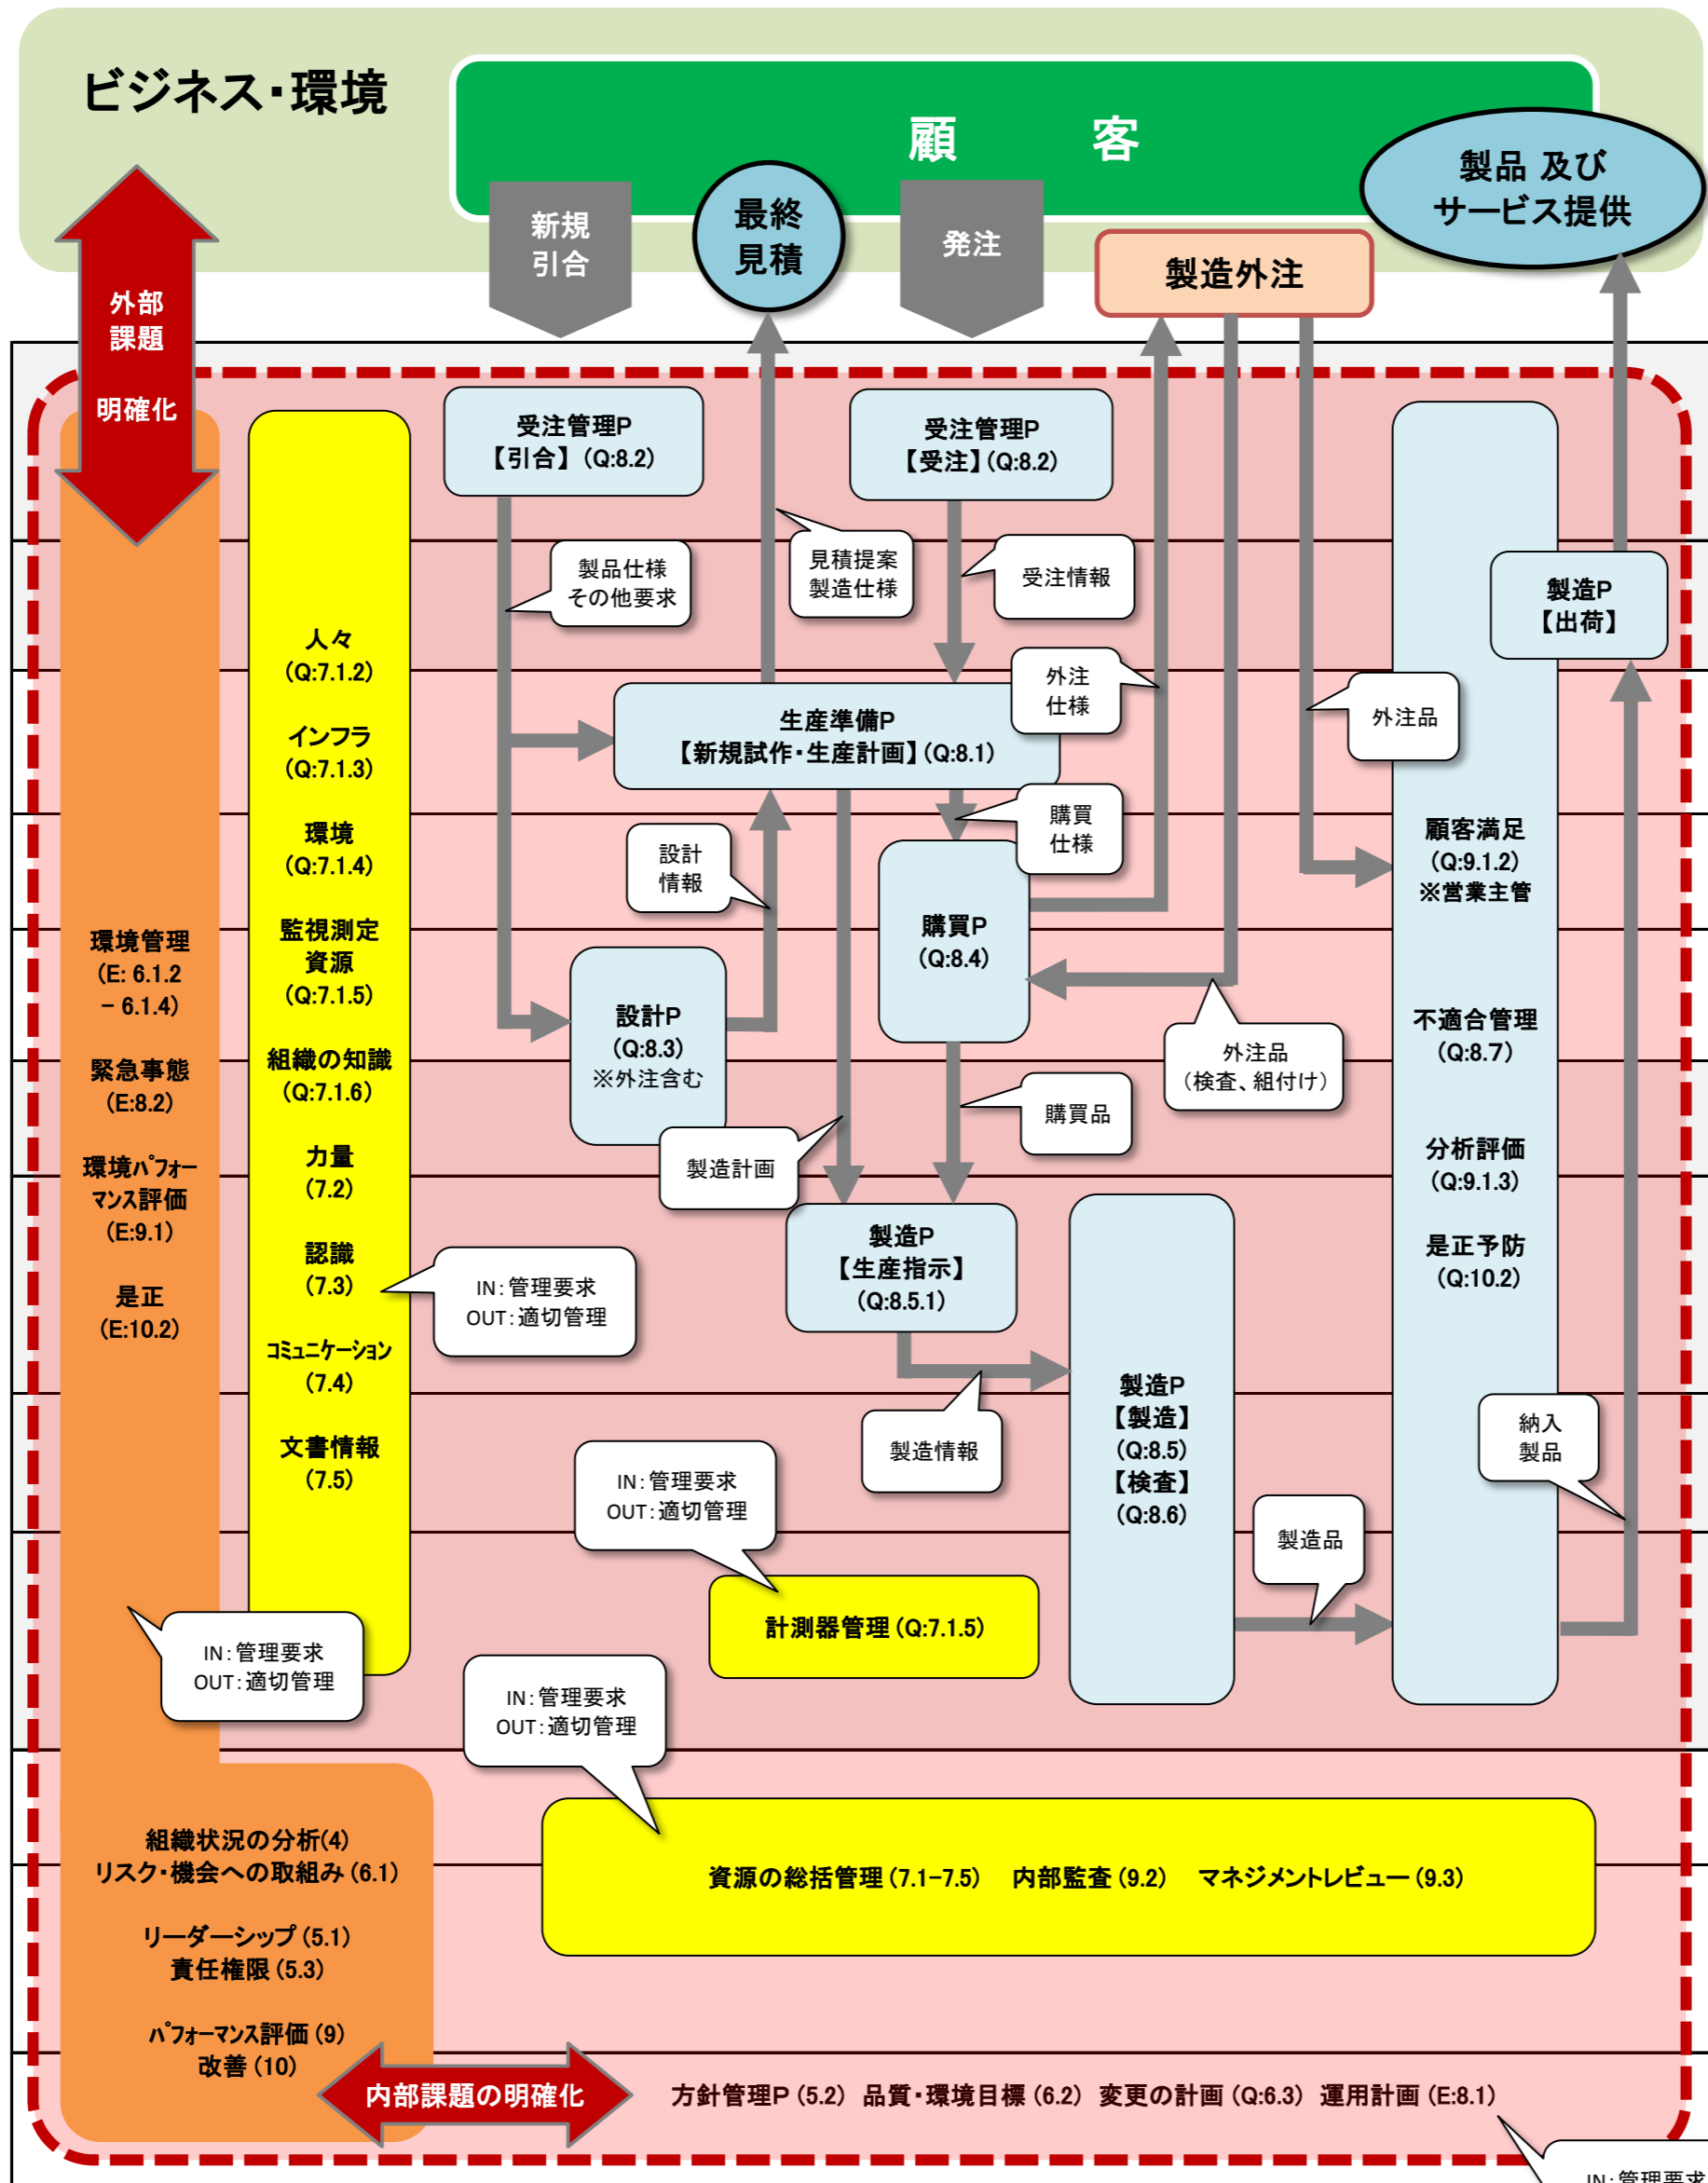 ビジネス・環境
顧 客
製品 及び
サービス提供
新規
引合
最終
見積
発注
製造外注
外部
課題
明確化
受注管理P
【引合】(Q:8.2)
受注管理P
【受注】(Q:8.2)
製品仕様
その他要求
見積提案
製造仕様
受注情報
製造P
【出荷】
人々
(Q:7.1.2)
インフラ
(Q:7.1.3)
環境
(Q:7.1.4)
監視測定
資源
(Q:7.1.5)
組織の知識
(Q:7.1.6)
力量
(7.2)
認識
(7.3)
コミュニケーション
(7.4)
文書情報
(7.5)
外注
仕様
外注品
生産準備P
【新規試作・生産計画】(Q:8.1)
購買
仕様
設計
情報
顧客満足
(Q:9.1.2)
※営業主管
不適合管理
(Q:8.7)
分析評価
(Q:9.1.3)
是正予防
(Q:10.2)
購買P
(Q:8.4)
環境管理
(E: 6.1.2
- 6.1.4)
緊急事態
(E:8.2)
環境パフォー
マンス評価
(E:9.1)
是正
(E:10.2)
設計P
(Q:8.3)
※外注含む
外注品
(検査、組付け)
購買品
製造計画
製造P
【生産指示】
(Q:8.5.1)
IN:管理要求
OUT:適切管理
製造P
【製造】
(Q:8.5)
【検査】
(Q:8.6)
製造情報
納入
製品
IN:管理要求
OUT:適切管理
製造品
計測器管理(Q:7.1.5)
IN:管理要求
OUT:適切管理
IN:管理要求
OUT:適切管理
組織状況の分析(4)
リスク・機会への取組み(6.1)
リーダーシップ(5.1)
責任権限(5.3)
パフォーマンス評価(9)
改善(10)
資源の総括管理(7.1-7.5) 内部監査(9.2) マネジメントレビュー(9.3)
内部課題の明確化
方針管理P(5.2) 品質・環境目標(6.2) 変更の計画(Q:6.3) 運用計画(E:8.1)
IN:管理要求